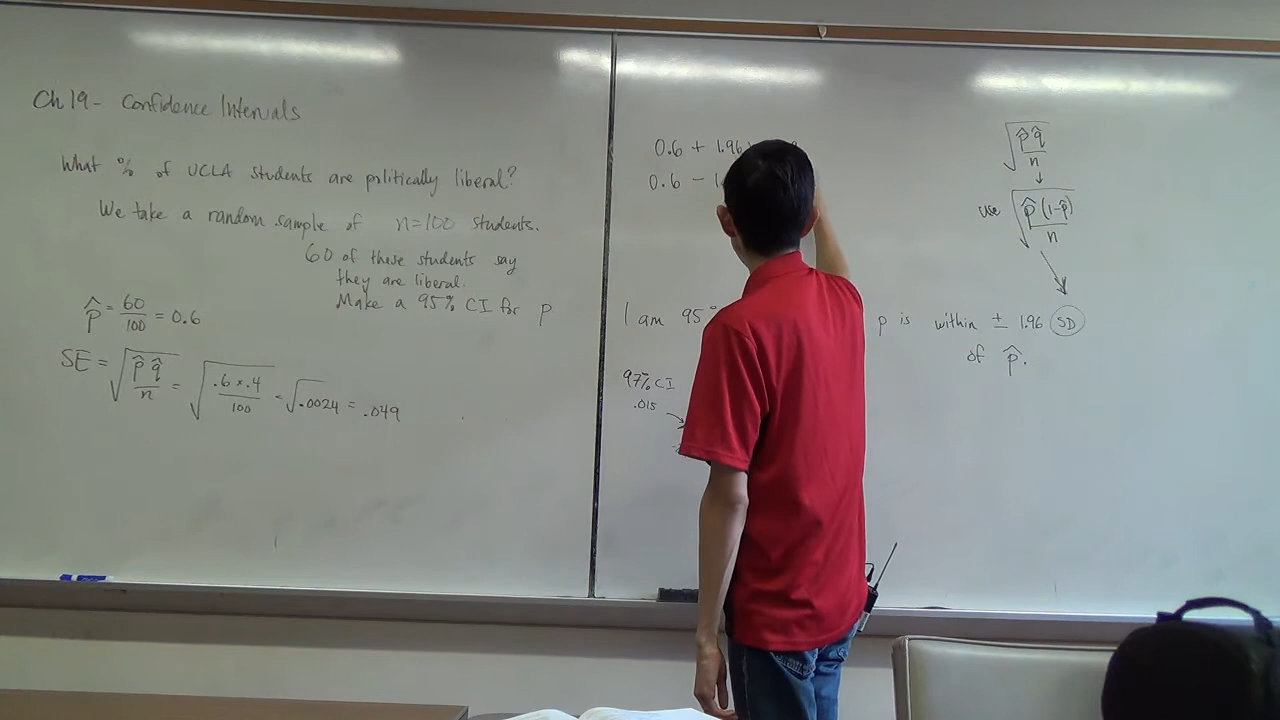 Ch 19 - Confidence Intervals
What % of UCLA students are politically liberal?
We take a random sample of n=100 students.
60 of these students say
they are liberal.
Make a 95% CI for p
p̂ = 60/100 = 0.6
SE = √(p̂ q̂ / n) = √(.6 × .4 / 100) = √.0024 = .049
0.6 + 1.96
0.6 - 1
I am 95% p is within ± 1.96 SD
of p̂.
97% CI
.015
√(p̂ q̂ / n)
↓
use √(p̂ (1-p̂) / n)